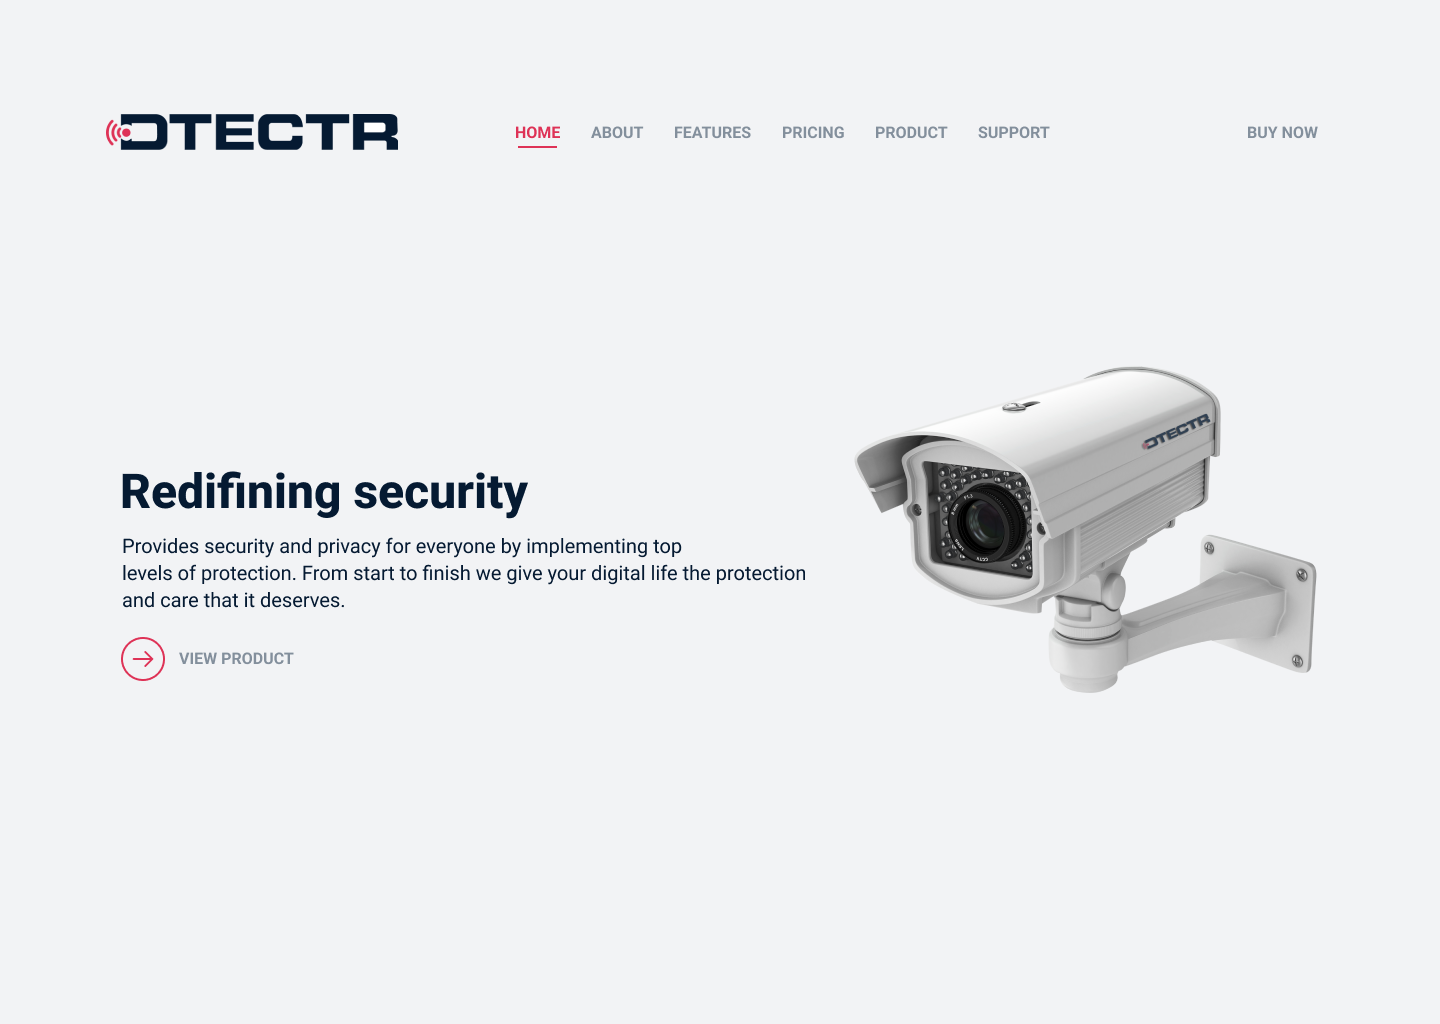 DTECTR
HOME ABOUT FEATURES PRICING PRODUCT SUPPORT BUY NOW
DTECTR
Redifining security
Provides security and privacy for everyone by implementing top
levels of protection. From start to finish we give your digital life the protection
and care that it deserves.
VIEW PRODUCT